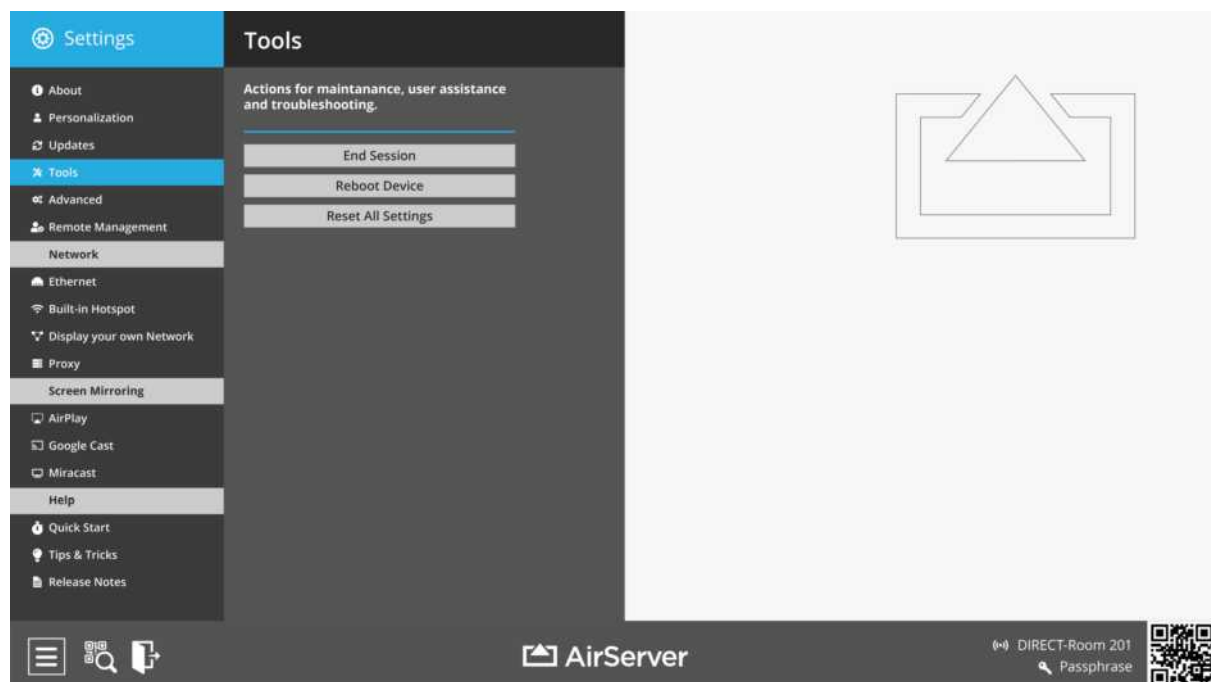 Settings
About
Personalization
Updates
Tools
Advanced
Remote Management
Network
Ethernet
Built-in Hotspot
Display your own Network
Proxy
Screen Mirroring
AirPlay
Google Cast
Miracast
Help
Quick Start
Tips & Tricks
Release Notes
Tools
Actions for maintanance, user assistance
and troubleshooting.
End Session
Reboot Device
Reset All Settings
AirServer
DIRECT-Room 201
Passphrase